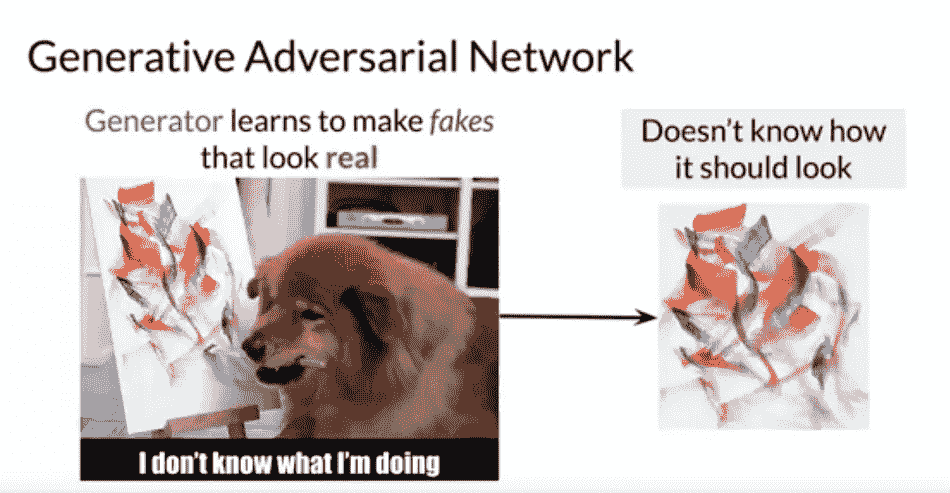 Generative Adversarial Network
Generator learns to make fakes
that look real
Doesn't know how
it should look
I don't know what I'm doing